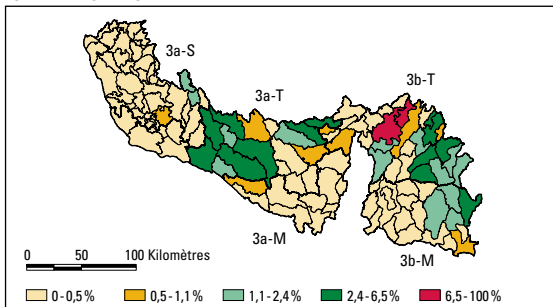 3a-S
3a-T
3b-T
3a-M
3b-M
0 50 100 Kilomètres
0-0,5% 0,5-1,1% 1,1-2,4% 2,4-6,5% 6,5-100%